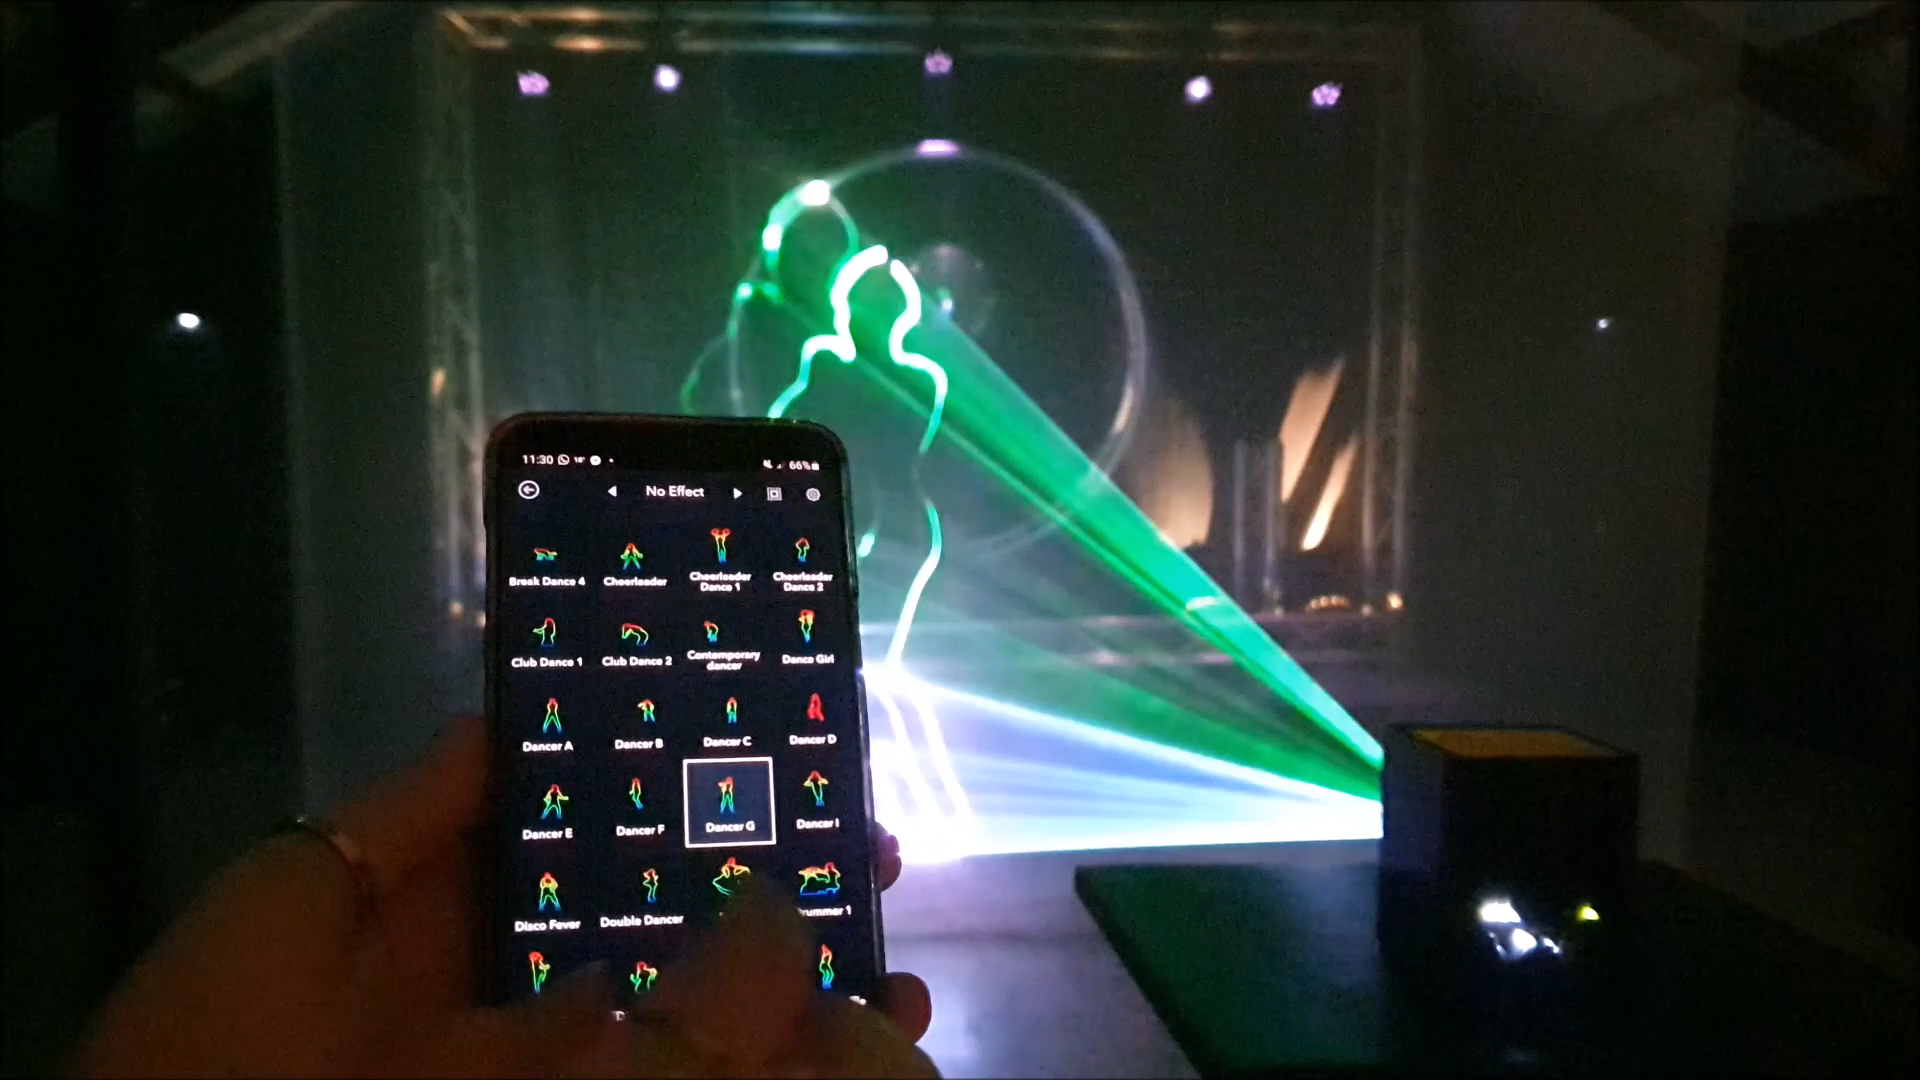 11:30 66%
No Effect
Break Dance 4 Cheerleader Cheerleader Dance 1 Cheerleader Dance 2
Club Dance 1 Club Dance 2 Contemporary dancer Dance Girl
Dancer A Dancer B Dancer C Dancer D
Dancer E Dancer F Dancer G Dancer I
Disco Fever Double Dancer rummer 1